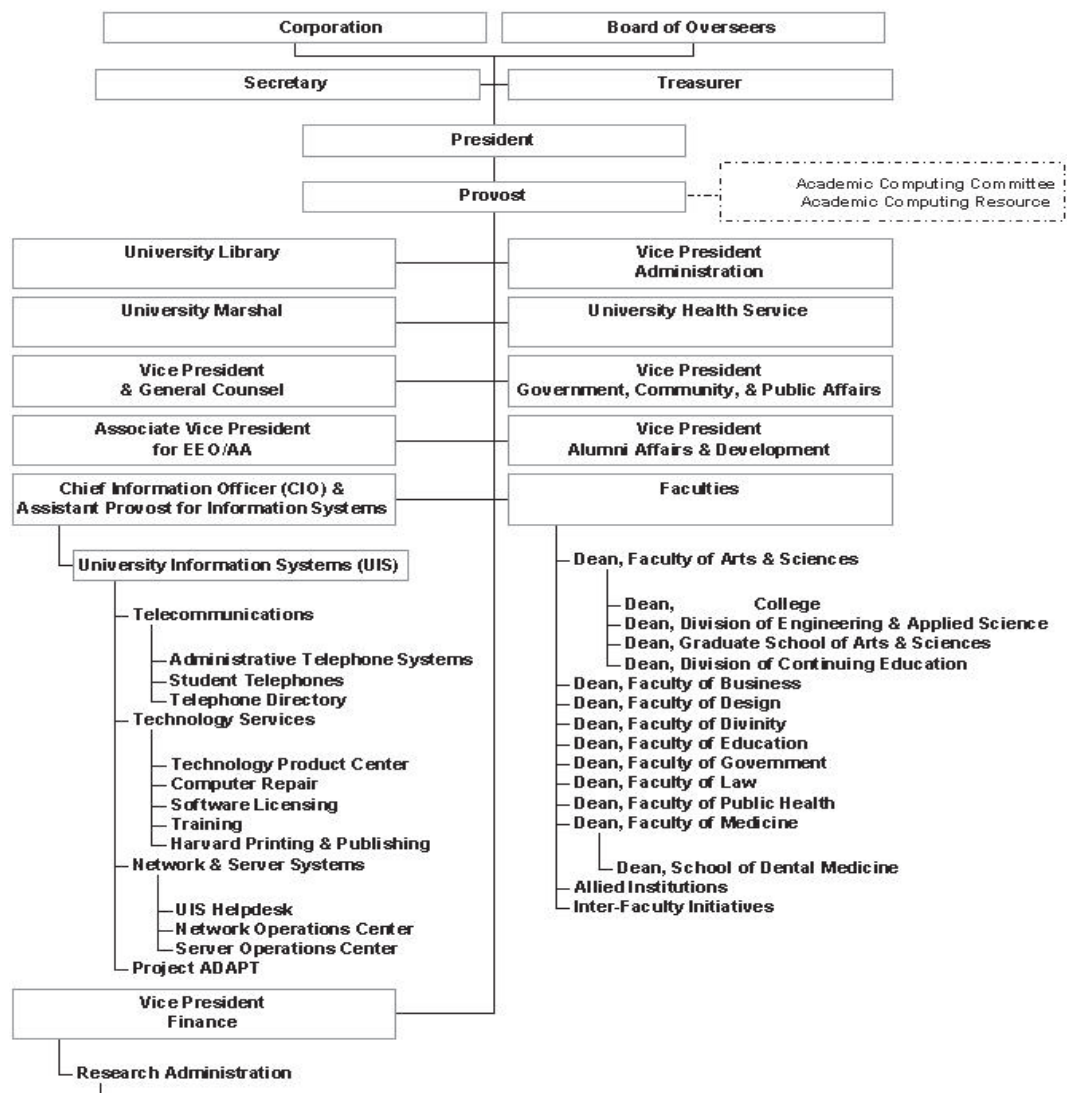 Corporation
Board of Overseers
Secretary
Treasurer
President
Provost
Academic Computing Committee
Academic Computing Resource
University Library
Vice President
Administration
University Marshal
University Health Service
Vice President
& General Counsel
Vice President
Government, Community, & Public Affairs
Associate Vice President
for EEO/AA
Vice President
Alumni Affairs & Development
Chief Information Officer (CIO) &
Assistant Provost for Information Systems
Faculties
University Information Systems (UIS)
Telecommunications
Administrative Telephone Systems
Student Telephones
Telephone Directory
Technology Services
Technology Product Center
Computer Repair
Software Licensing
Training
Harvard Printing & Publishing
Network & Server Systems
UIS Helpdesk
Network Operations Center
Server Operations Center
Project ADAPT
Dean, Faculty of Arts & Sciences
Dean, College
Dean, Division of Engineering & Applied Science
Dean, Graduate School of Arts & Sciences
Dean, Division of Continuing Education
Dean, Faculty of Business
Dean, Faculty of Design
Dean, Faculty of Divinity
Dean, Faculty of Education
Dean, Faculty of Government
Dean, Faculty of Law
Dean, Faculty of Public Health
Dean, Faculty of Medicine
Dean, School of Dental Medicine
Allied Institutions
Inter-Faculty Initiatives
Vice President
Finance
Research Administration